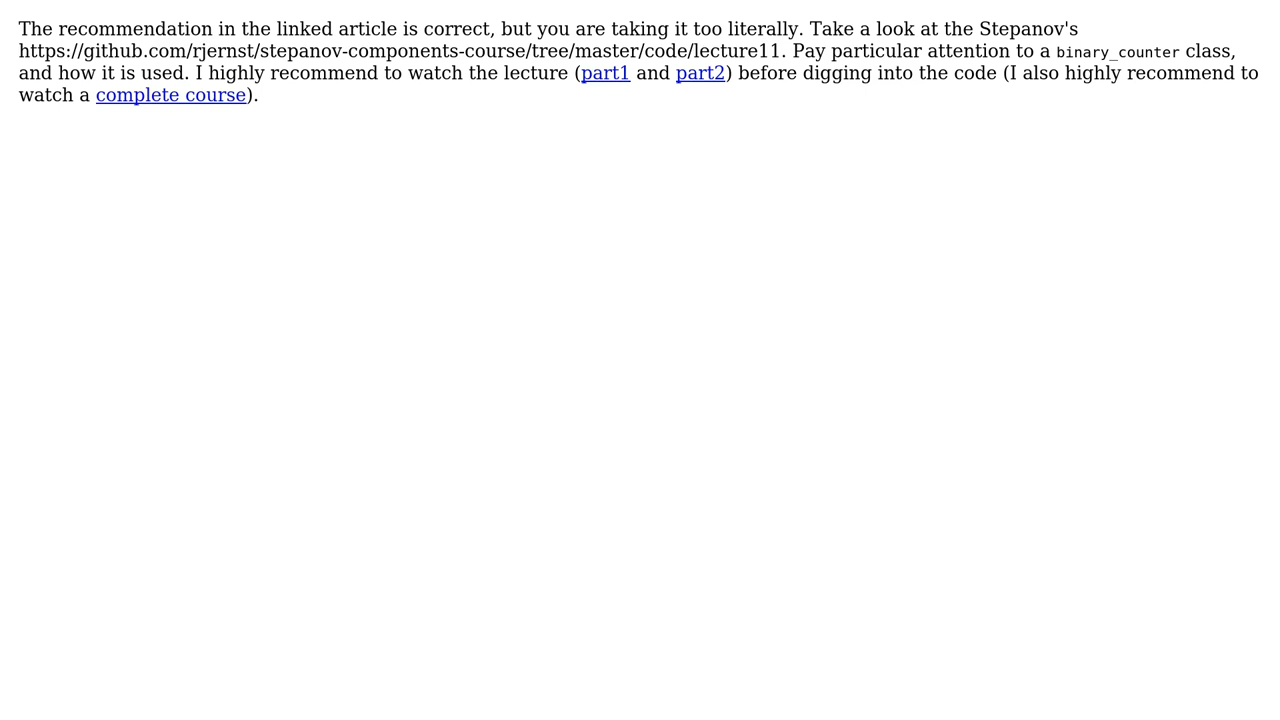 The recommendation in the linked article is correct, but you are taking it too literally. Take a look at the Stepanov's
https://github.com/rjernst/stepanov-components-course/tree/master/code/lecture11. Pay particular attention to a binary_counter class,
and how it is used. I highly recommend to watch the lecture (part1 and part2) before digging into the code (I also highly recommend to
watch a complete course).